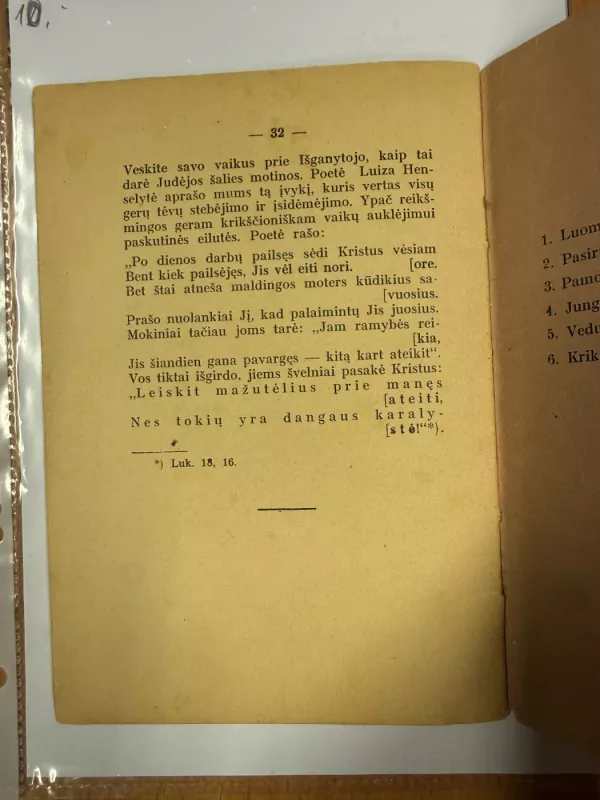 10.
— 32 —
Veskite savo vaikus prie Išganytojo, kaip tai
darė Judėjos šalies motinos. Poetė Luiza Hen-
selytė aprašo mums tą įvykį, kuris vertas visų
gerų tėvų stebėjimo ir įsidėmėjimo. Ypač reikš-
mingos geram krikščioniškam vaikų auklėjimui
paskutinės eilutės. Poetė rašo:
„Po dienos darbų pailsęs sėdi Kristus vėsiam
Bent kiek pailsėjęs, Jis vėl eiti nori. [ore.
Bet štai atneša maldingos moters kūdikius sa-
[vuosius.
Prašo nuolankiai Jį, kad palaimintų Jis juosius.
Mokiniai tačiau joms tarė: „Jam ramybės rei-
[kia,
Jis šiandien gana pavargęs — kitą kart ateikit“.
Vos tiktai išgirdo, jiems švelniai pasakė Kristus:
„Leiskit mažutėlius prie manęs
[ateiti,
Nes tokių yra dangaus karaly-
[stė!“*).
*) Luk. 18, 16.
1. Luom
2. Pasir
3. Pamo
4. Jung
5. Vedu
6. Krik